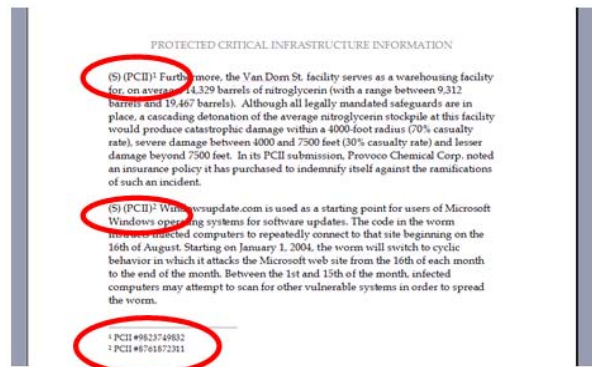 PROTECTED CRITICAL INFRASTRUCTURE INFORMATION
(S) (PCII)¹ Furthermore, the Van Dorn St. facility serves as a warehousing facility
for, on average 14,329 barrels of nitroglycerin (with a range between 9,312
barrels and 19,467 barrels). Although all legally mandated safeguards are in
place, a cascading detonation of the average nitroglycerin stockpile at this facility
would produce catastrophic damage within a 4000-foot radius (70% casualty
rate), severe damage between 4000 and 7500 feet (30% casualty rate) and lesser
damage beyond 7500 feet. In its PCII submission, Provoco Chemical Corp. noted
an insurance policy it has purchased to indemnify itself against the ramifications
of such an incident.
(S) (PCII)² Windowsupdate.com is used as a starting point for users of Microsoft
Windows operating systems for software updates. The code in the worm
instructs infected computers to repeatedly connect to that site beginning on the
16th of August. Starting on January 1, 2004, the worm will switch to cyclic
behavior in which it attacks the Microsoft web site from the 16th of each month
to the end of the month. Between the 1st and 15th of the month, infected
computers may attempt to scan for other vulnerable systems in order to spread
the worm.
¹ PCII #9823749832
² PCII #8761872311